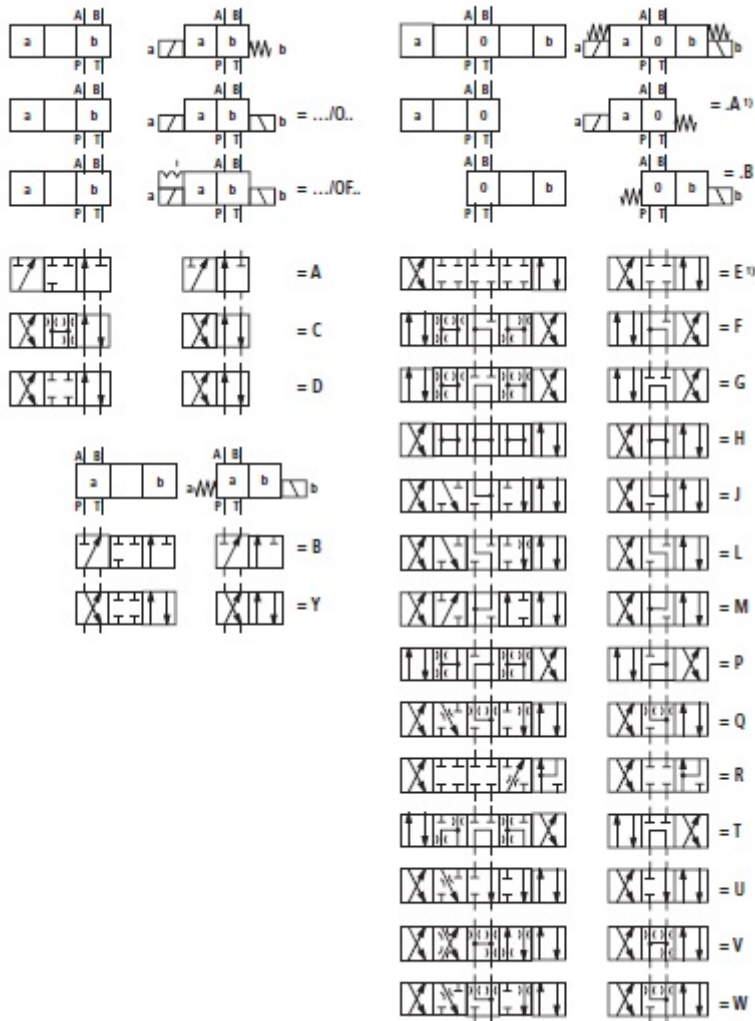 A B A B A B A B
a b a a b b a 0 b a a 0 b b
P T P T P T P T
A B A B A B A B
a b a a b b = .../O.. a 0 a a 0 = .A ¹⁾
P T P T P T P T
A B A B A B A B
a b a a b b = .../OF.. 0 b 0 b b = .B
P T P T P T P T
= A
= C
= D
A B A B
a b a a b b
P T P T
= B
= Y
= E ¹⁾
= F
= G
= H
= J
= L
= M
= P
= Q
= R
= T
= U
= V
= W